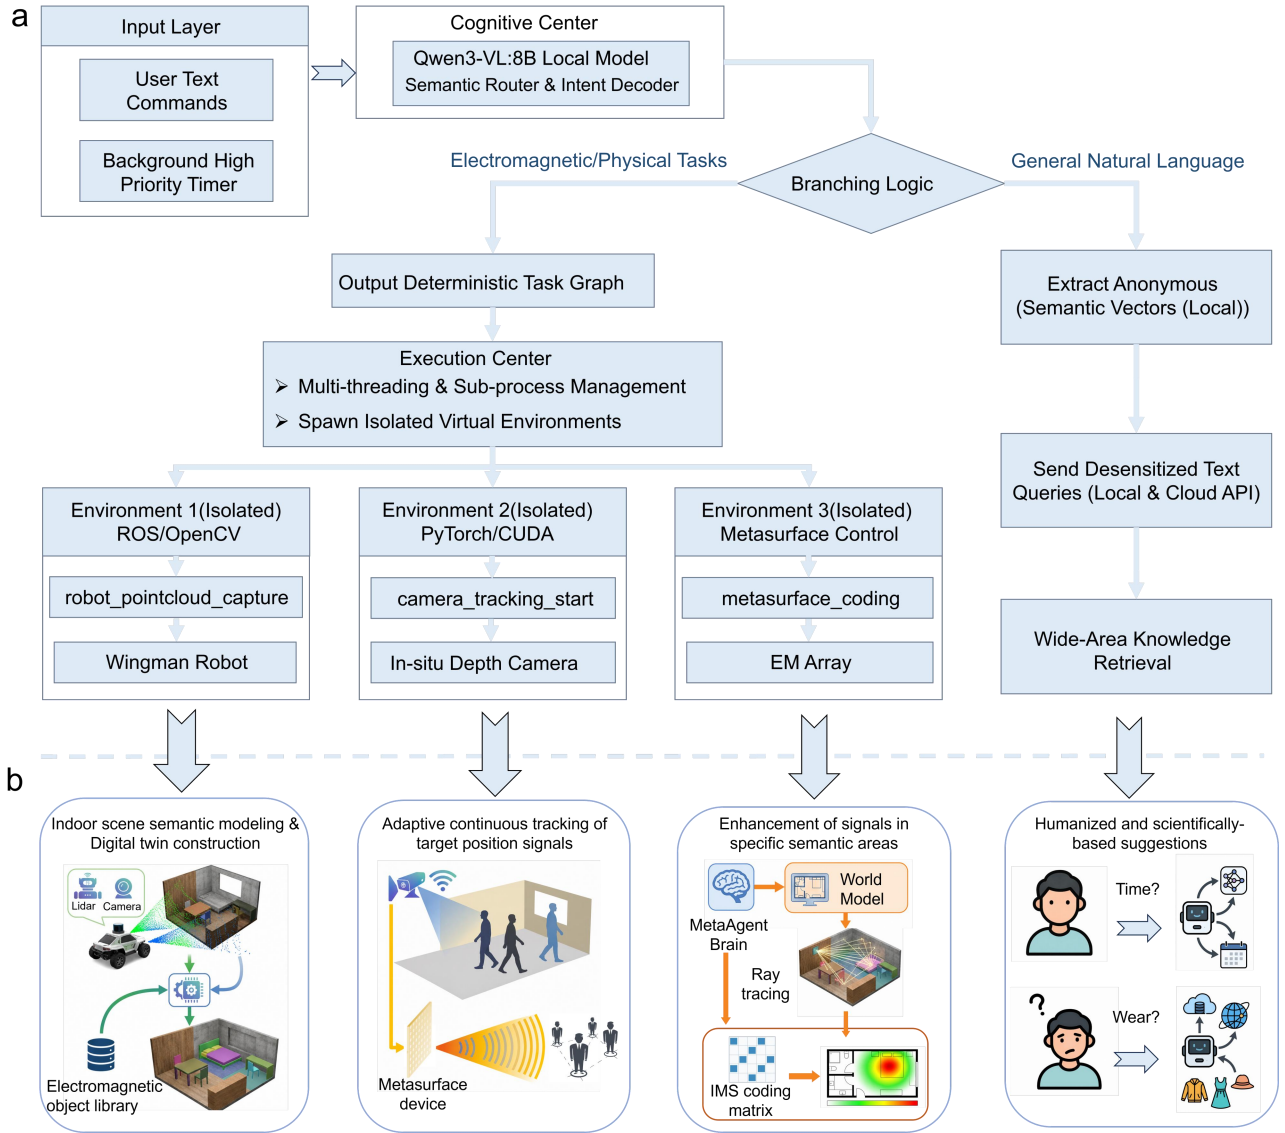 a
Input Layer
User Text
Commands
Background High
Priority Timer
Cognitive Center
Qwen3-VL:8B Local Model
Semantic Router & Intent Decoder
Electromagnetic/Physical Tasks
Branching Logic
General Natural Language
Output Deterministic Task Graph
Execution Center
➢ Multi-threading & Sub-process Management
➢ Spawn Isolated Virtual Environments
Environment 1(Isolated)
ROS/OpenCV
robot_pointcloud_capture
Wingman Robot
Environment 2(Isolated)
PyTorch/CUDA
camera_tracking_start
In-situ Depth Camera
Environment 3(Isolated)
Metasurface Control
metasurface_coding
EM Array
Extract Anonymous
(Semantic Vectors (Local))
Send Desensitized Text
Queries (Local & Cloud API)
Wide-Area Knowledge
Retrieval
b
Indoor scene semantic modeling &
Digital twin construction
Lidar
Camera
Electromagnetic
object library
Adaptive continuous tracking of
target position signals
Metasurface
device
Enhancement of signals in
specific semantic areas
MetaAgent
Brain
World
Model
Ray
tracing
IMS coding
matrix
Humanized and scientifically-
based suggestions
Time?
?
Wear?